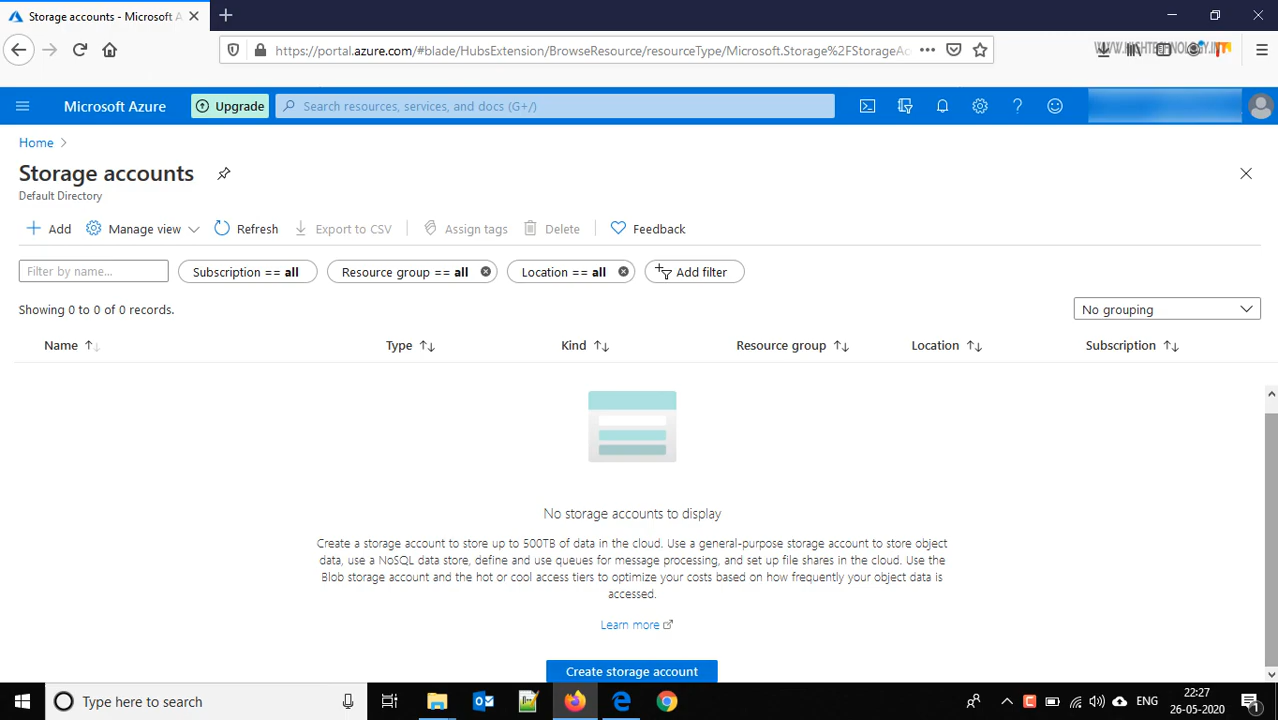 Storage accounts - Microsoft A
https://portal.azure.com/#blade/HubsExtension/BrowseResource/resourceType/Microsoft.Storage%2FStorageAc
WWW.
TECHNOLOGY.IN
Microsoft Azure
Upgrade
Search resources, services, and docs (G+/)
Home
Storage accounts
Default Directory
Add
Manage view
Refresh
Export to CSV
Assign tags
Delete
Feedback
Filter by name...
Subscription == all
Resource group == all
Location == all
Add filter
Showing 0 to 0 of 0 records.
No grouping
Name
Type
Kind
Resource group
Location
Subscription
No storage accounts to display
Create a storage account to store up to 500TB of data in the cloud. Use a general-purpose storage account to store object
data, use a NoSQL data store, define and use queues for message processing, and set up file shares in the cloud. Use the
Blob storage account and the hot or cool access tiers to optimize your costs based on how frequently your object data is
accessed.
Learn more
Create storage account
Type here to search
ENG
22:27
26-05-2020
1